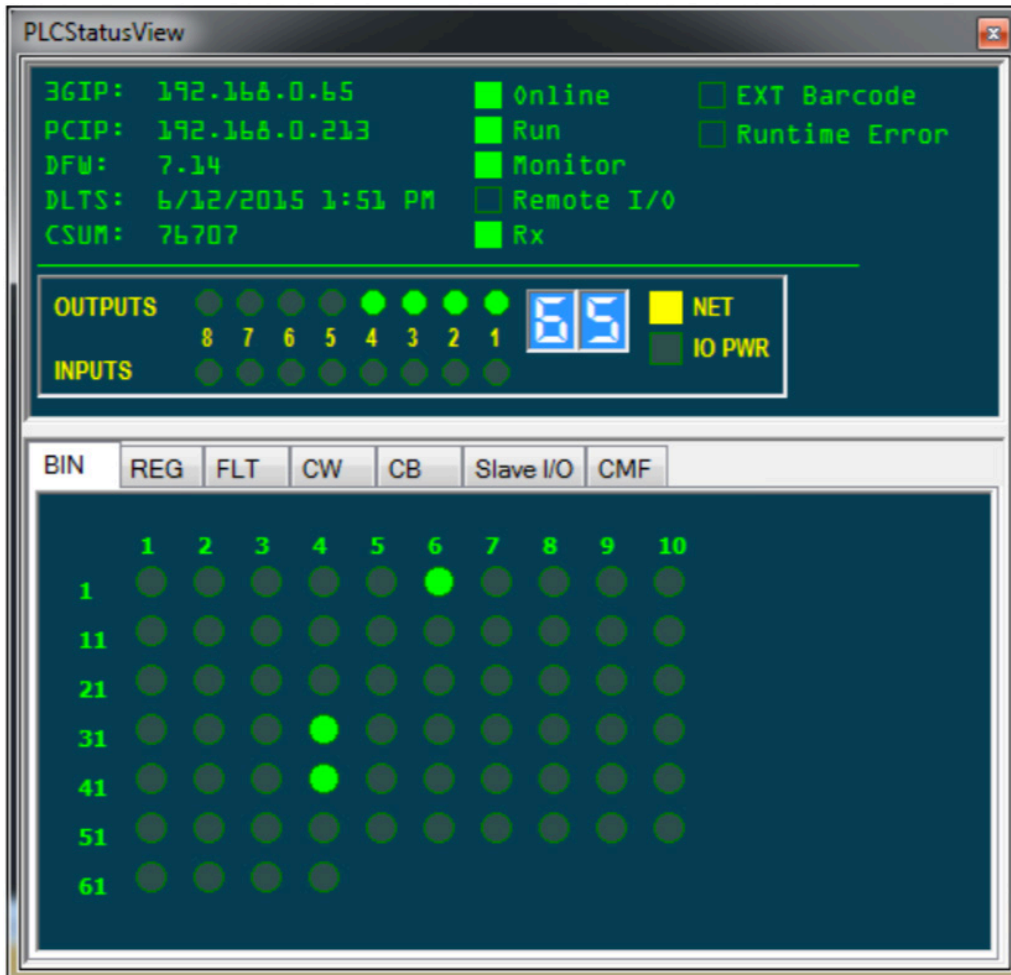 PLCStatusView
3GIP: 192.168.0.65
PCIP: 192.168.0.213
DFW: 7.14
DLTS: 6/12/2015 1:51 PM
CSUM: 76707
Online
Run
Monitor
Remote I/O
Rx
EXT Barcode
Runtime Error
OUTPUTS
8 7 6 5 4 3 2 1
INPUTS
65
NET
IO PWR
BIN REG FLT CW CB Slave I/O CMF
1 2 3 4 5 6 7 8 9 10
1
11
21
31
41
51
61